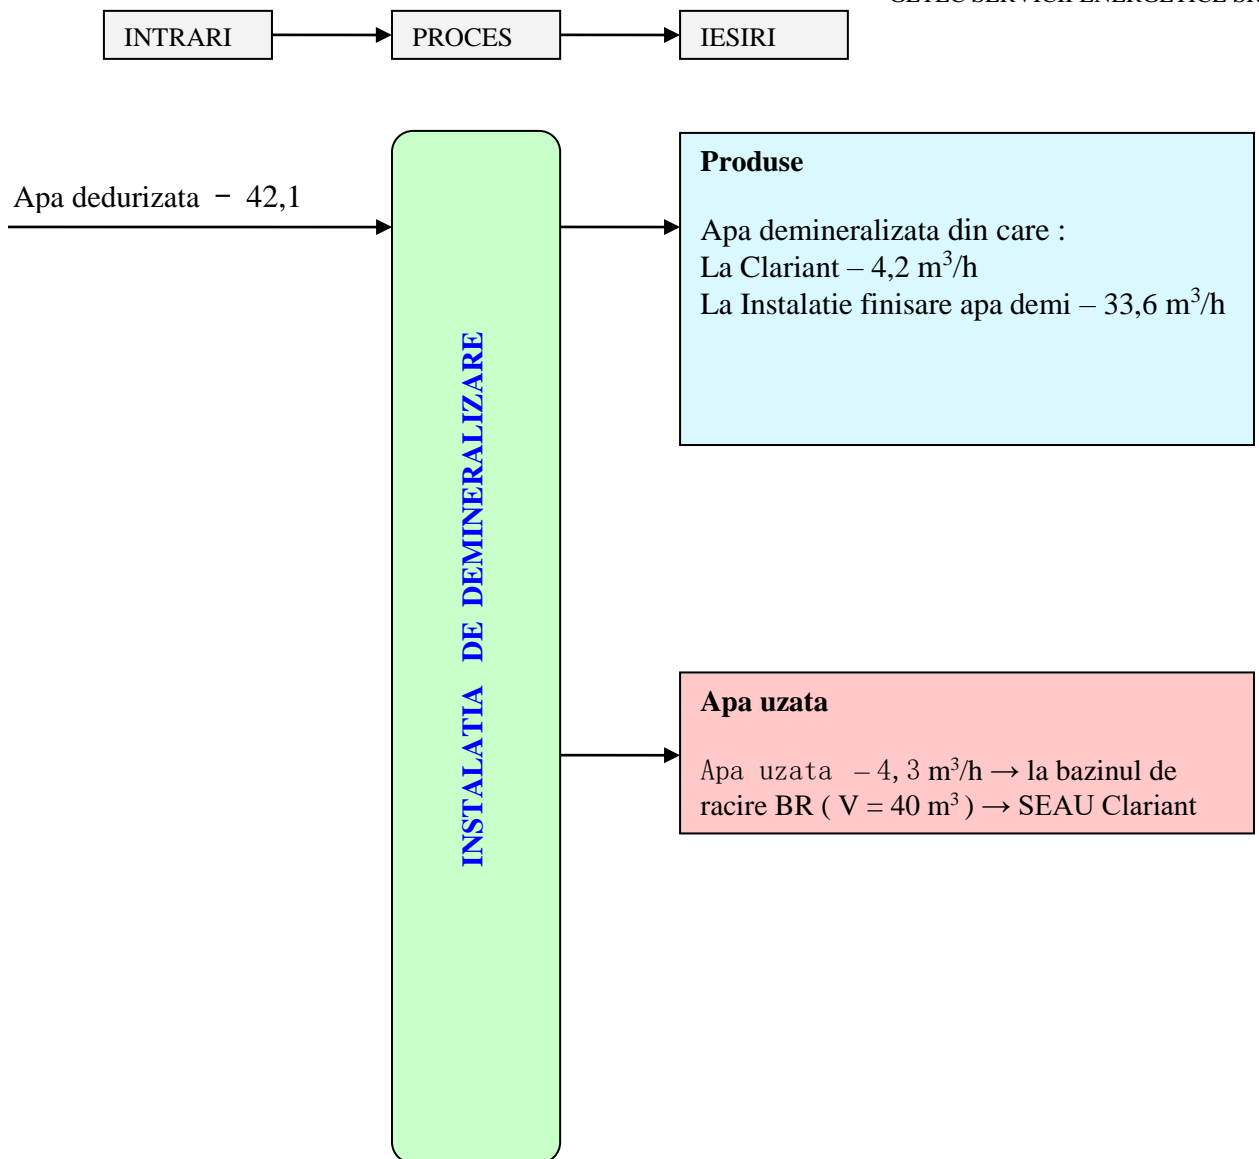 INTRARI
PROCES
IESIRI
Apa dedurizata – 42,1
INSTALATIA DE DEMINERALIZARE
Produse
Apa demineralizata din care :
La Clariant – 4,2 m³/h
La Instalatie finisare apa demi – 33,6 m³/h
Apa uzata
Apa uzata – 4, 3 m³/h → la bazinul de
racire BR ( V = 40 m³ ) → SEAU Clariant